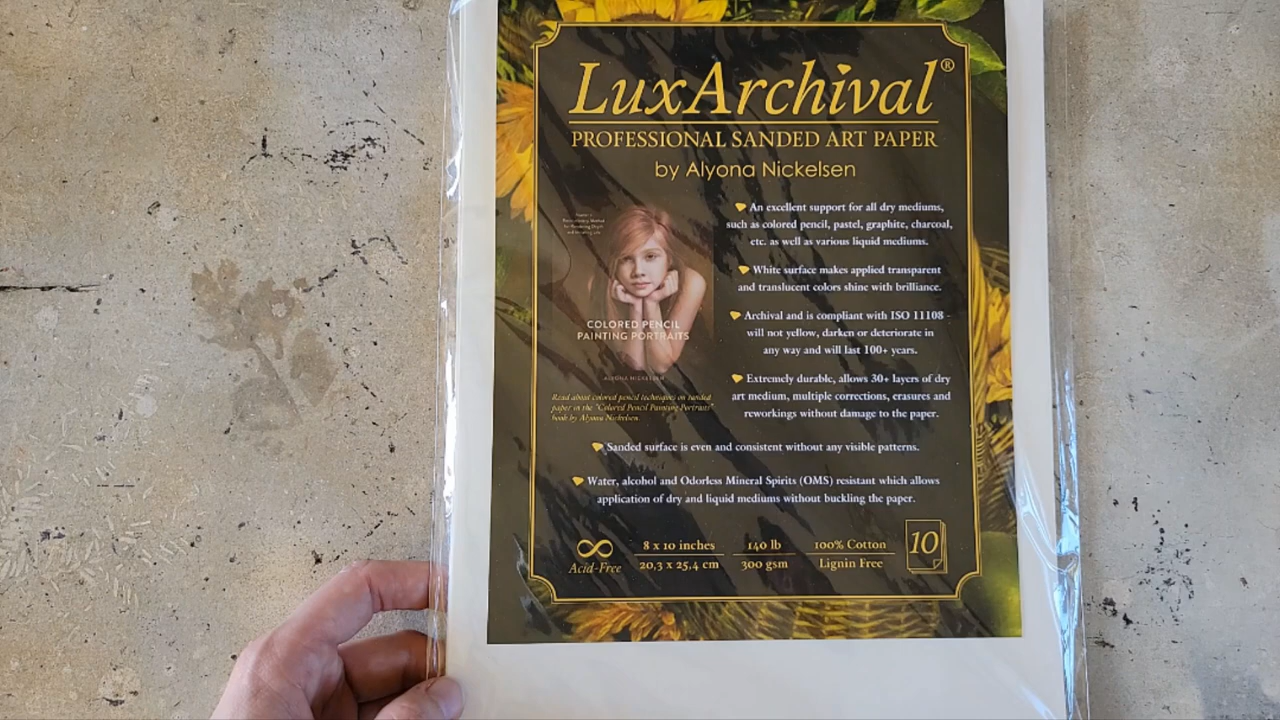 LuxArchival®
PROFESSIONAL SANDED ART PAPER
by Alyona Nickelsen
An excellent support for all dry mediums,
such as colored pencil, pastel, graphite, charcoal,
etc. as well as various liquid mediums.
White surface makes applied transparent
and translucent colors shine with brilliance.
Archival and is compliant with ISO 11108 -
will not yellow, darken or deteriorate in
any way and will last 100+ years.
Extremely durable, allows 30+ layers of dry
art medium, multiple corrections, erasures and
reworkings without damage to the paper.
COLORED PENCIL
PAINTING PORTRAITS
ALYONA NICKELSEN
Read about colored pencil techniques on sanded
paper in the "Colored Pencil Painting Portraits"
book by Alyona Nickelsen.
Sanded surface is even and consistent without any visible patterns.
Water, alcohol and Odorless Mineral Spirits (OMS) resistant which allows
application of dry and liquid mediums without buckling the paper.
Acid-Free
8 x 10 inches
20,3 x 25,4 cm
140 lb
300 gsm
100% Cotton
Lignin Free
10